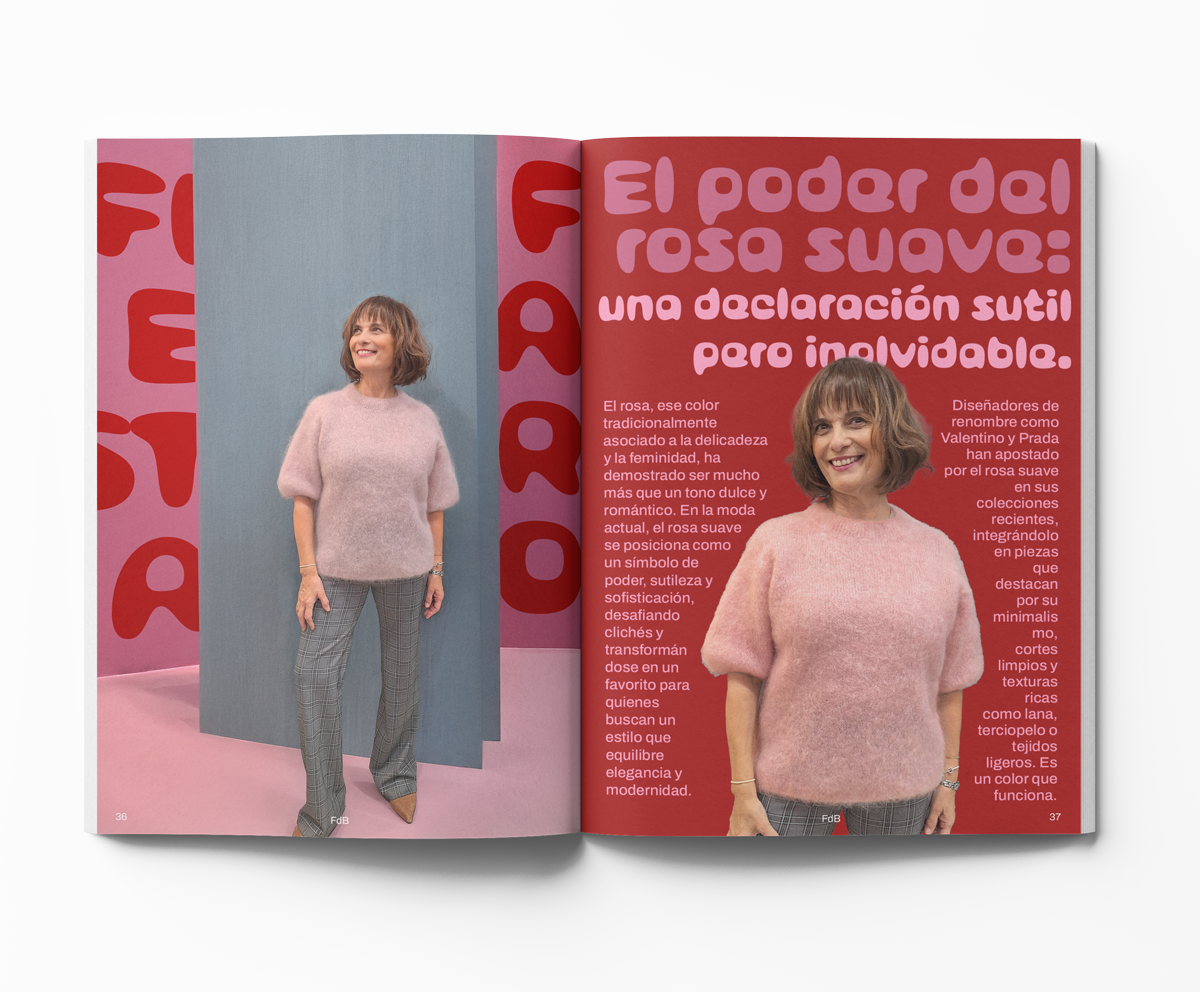 FI
E
ST
A
F
A
R
O
36
FdB
El poder del
rosa suave:
una declaración sutil
pero inolvidable.
El rosa, ese color
tradicionalmente
asociado a la delicadeza
y la feminidad, ha
demostrado ser mucho
más que un tono dulce y
romántico. En la moda
actual, el rosa suave
se posiciona como
un símbolo de
poder, sutileza y
sofisticación,
desafiando
clichés y
transformán
dose en un
favorito para
quienes
buscan un
estilo que
equilibre
elegancia y
modernidad.
Diseñadores de
renombre como
Valentino y Prada
han apostado
por el rosa suave
en sus
colecciones
recientes,
integrándolo
en piezas
que
destacan
por su
minimalis
mo,
cortes
limpios y
texturas
ricas
como lana,
terciopelo o
tejidos
ligeros. Es
un color que
funciona.
FdB
37